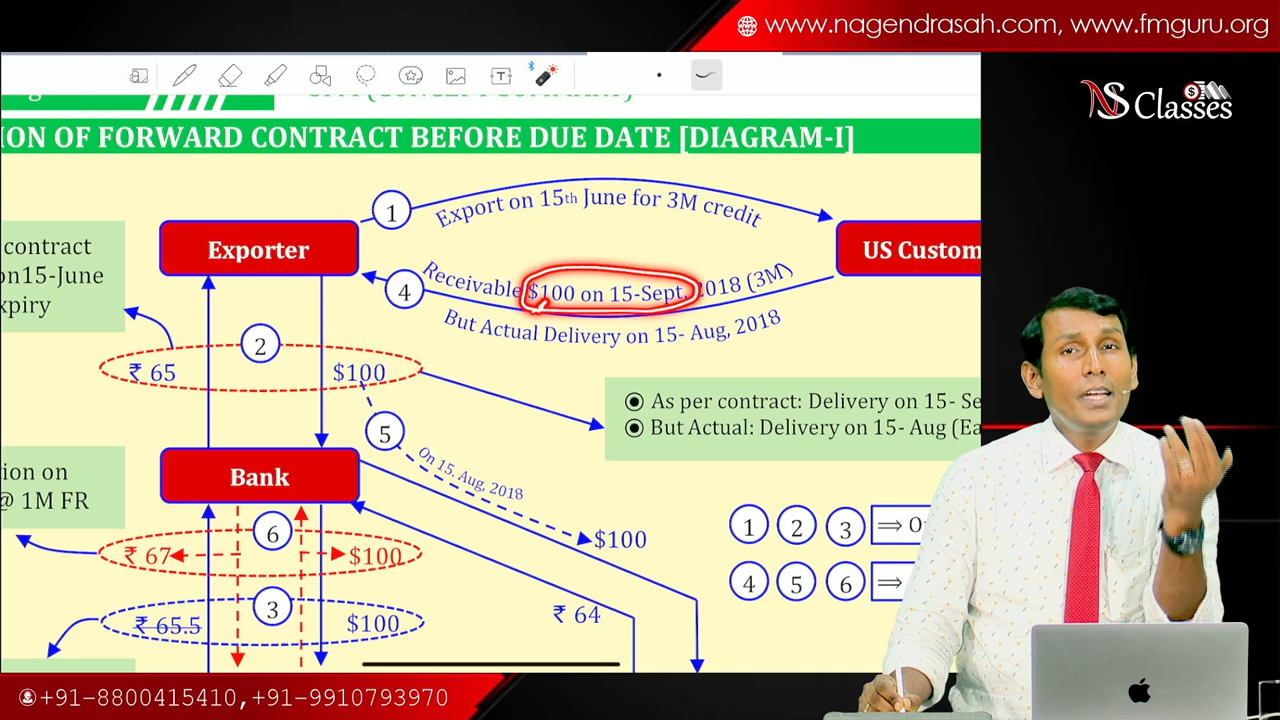 www.nagendrasah.com, www.fmguru.org
NS Classes
ION OF FORWARD CONTRACT BEFORE DUE DATE [DIAGRAM-I]
1
Export on 15th June for 3M credit
contract
on15-June
xpiry
Exporter
US Custom
4
Receivable $100 on 15-Sept, 2018 (3M)
But Actual Delivery on 15- Aug, 2018
2
₹ 65
$100
As per contract: Delivery on 15- Se
But Actual: Delivery on 15- Aug (Ea
5
On 15, Aug, 2018
tion on
@ 1M FR
Bank
6
₹ 67
$100
$100
1 2 3 ⟹ O
4 5 6 ⟹
3
₹ 65.5
$100
₹ 64
+91-8800415410,+91-9910793970